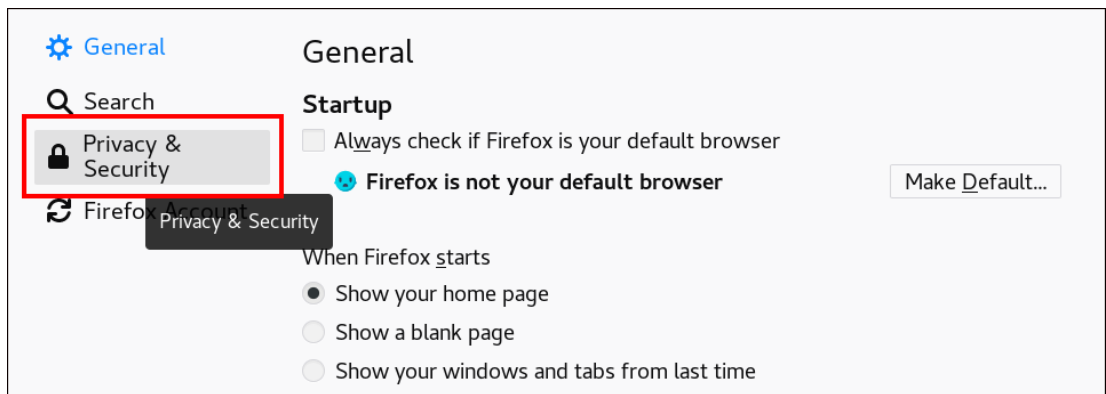 General
Search
Privacy &
Security
Firefox Account
Privacy & Security
General
Startup
Always check if Firefox is your default browser
Firefox is not your default browser
Make Default...
When Firefox starts
Show your home page
Show a blank page
Show your windows and tabs from last time